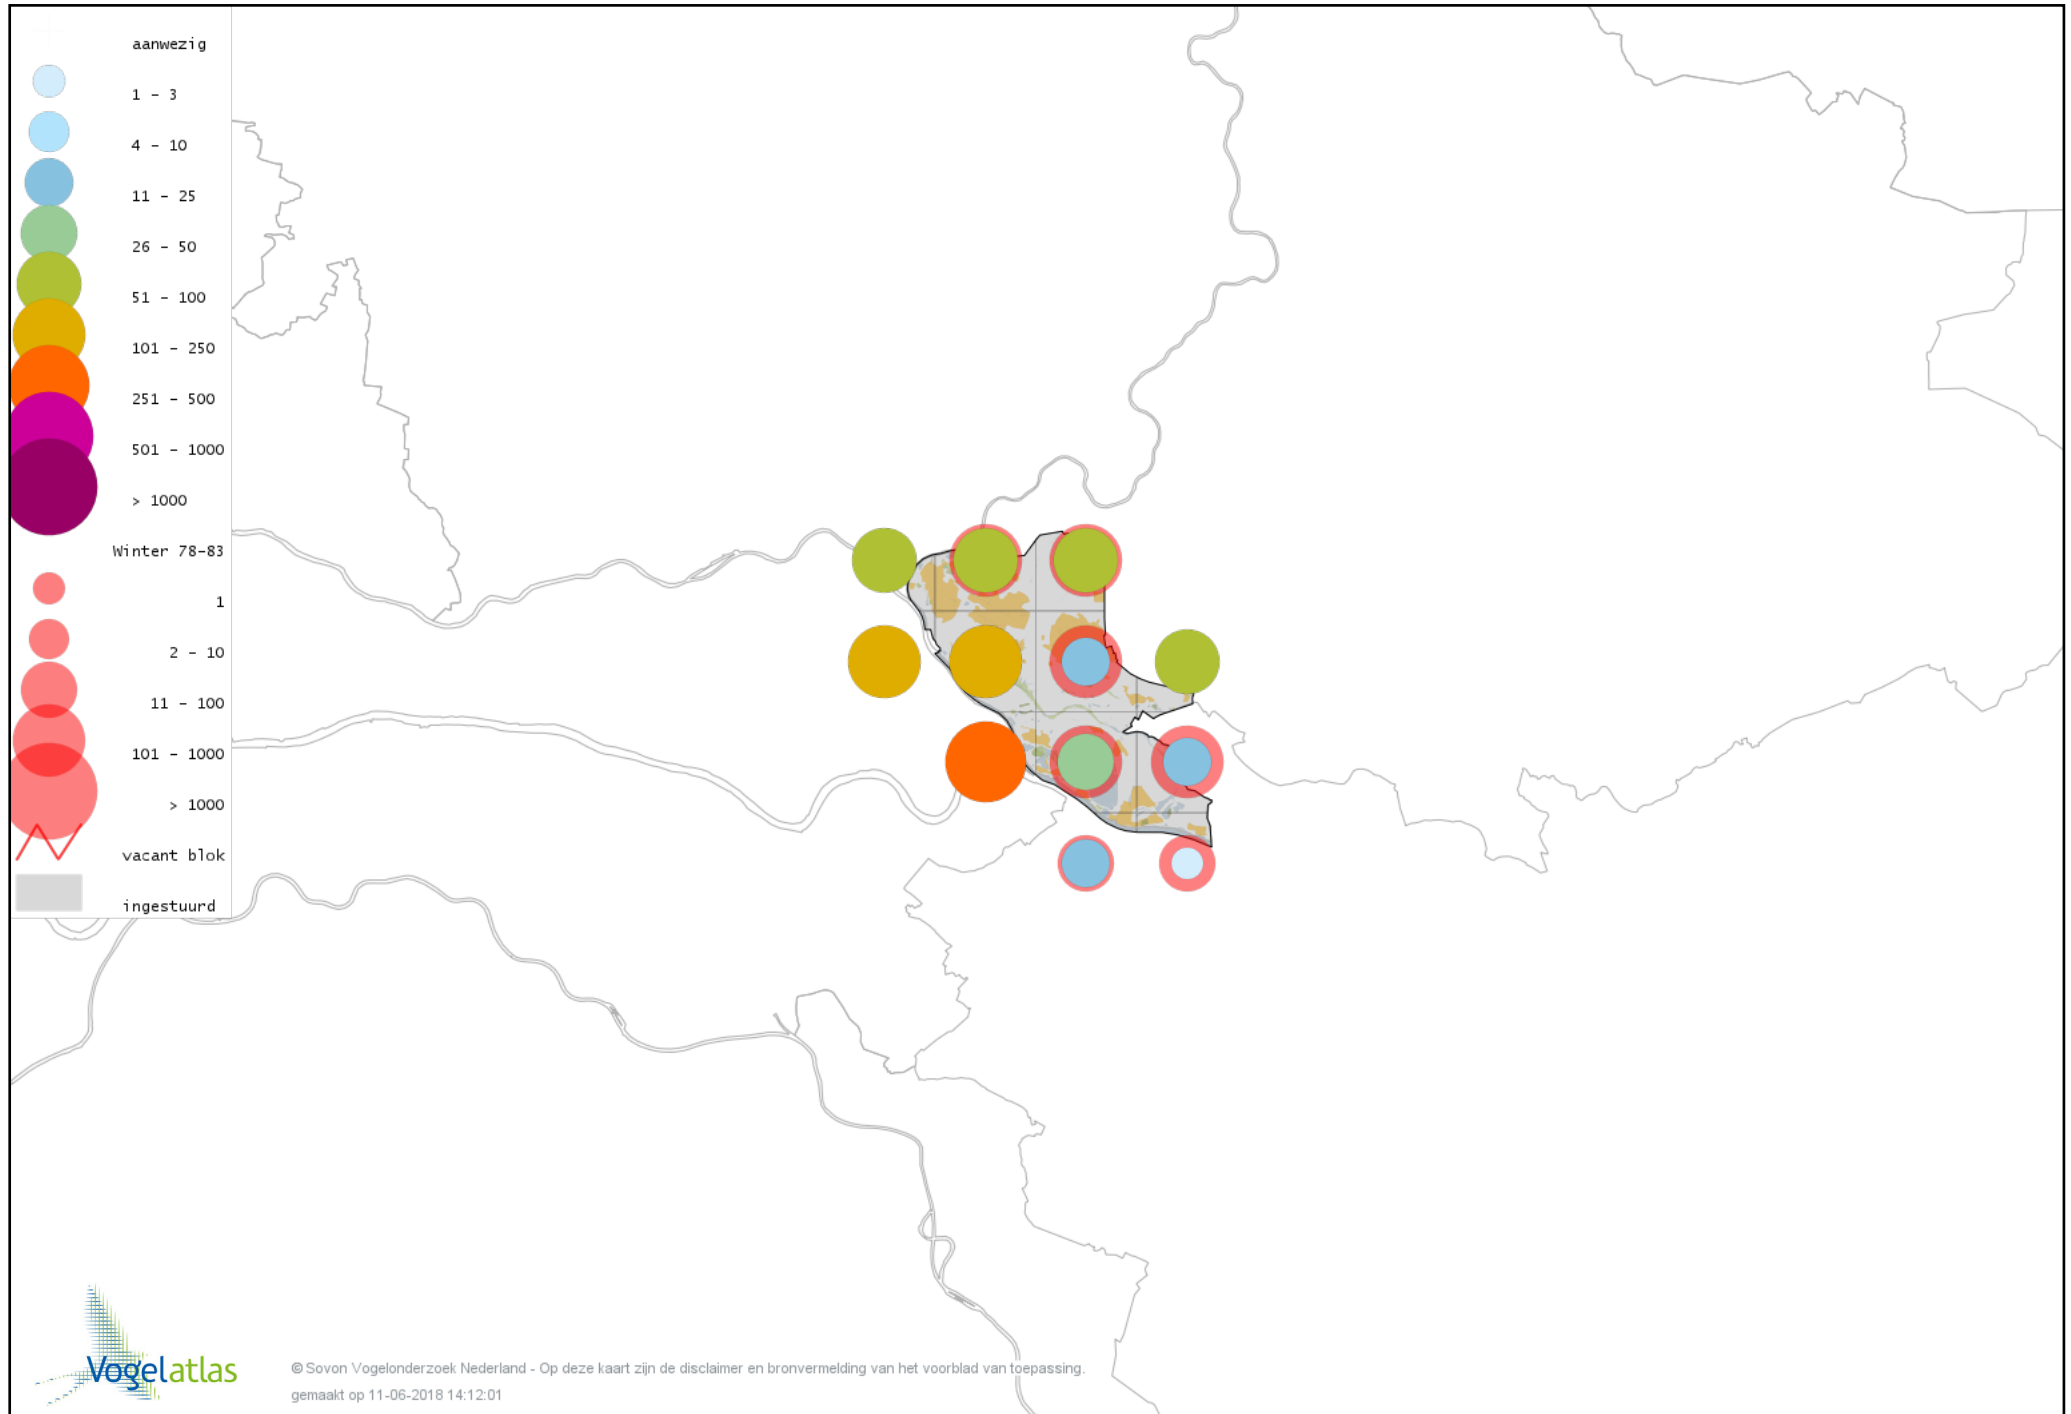 aanwezig
1 - 3
4 - 10
11 - 25
26 - 50
51 - 100
101 - 250
251 - 500
501 - 1000
> 1000
Winter 78-83
1
2 - 10
11 - 100
101 - 1000
> 1000
vacant blok
ingestuurd
Vogelatlas
© Sovon Vogelonderzoek Nederland - Op deze kaart zijn de disclaimer en bronvermelding van het voorblad van toepassing.
gemaakt op 11-06-2018 14:12:01